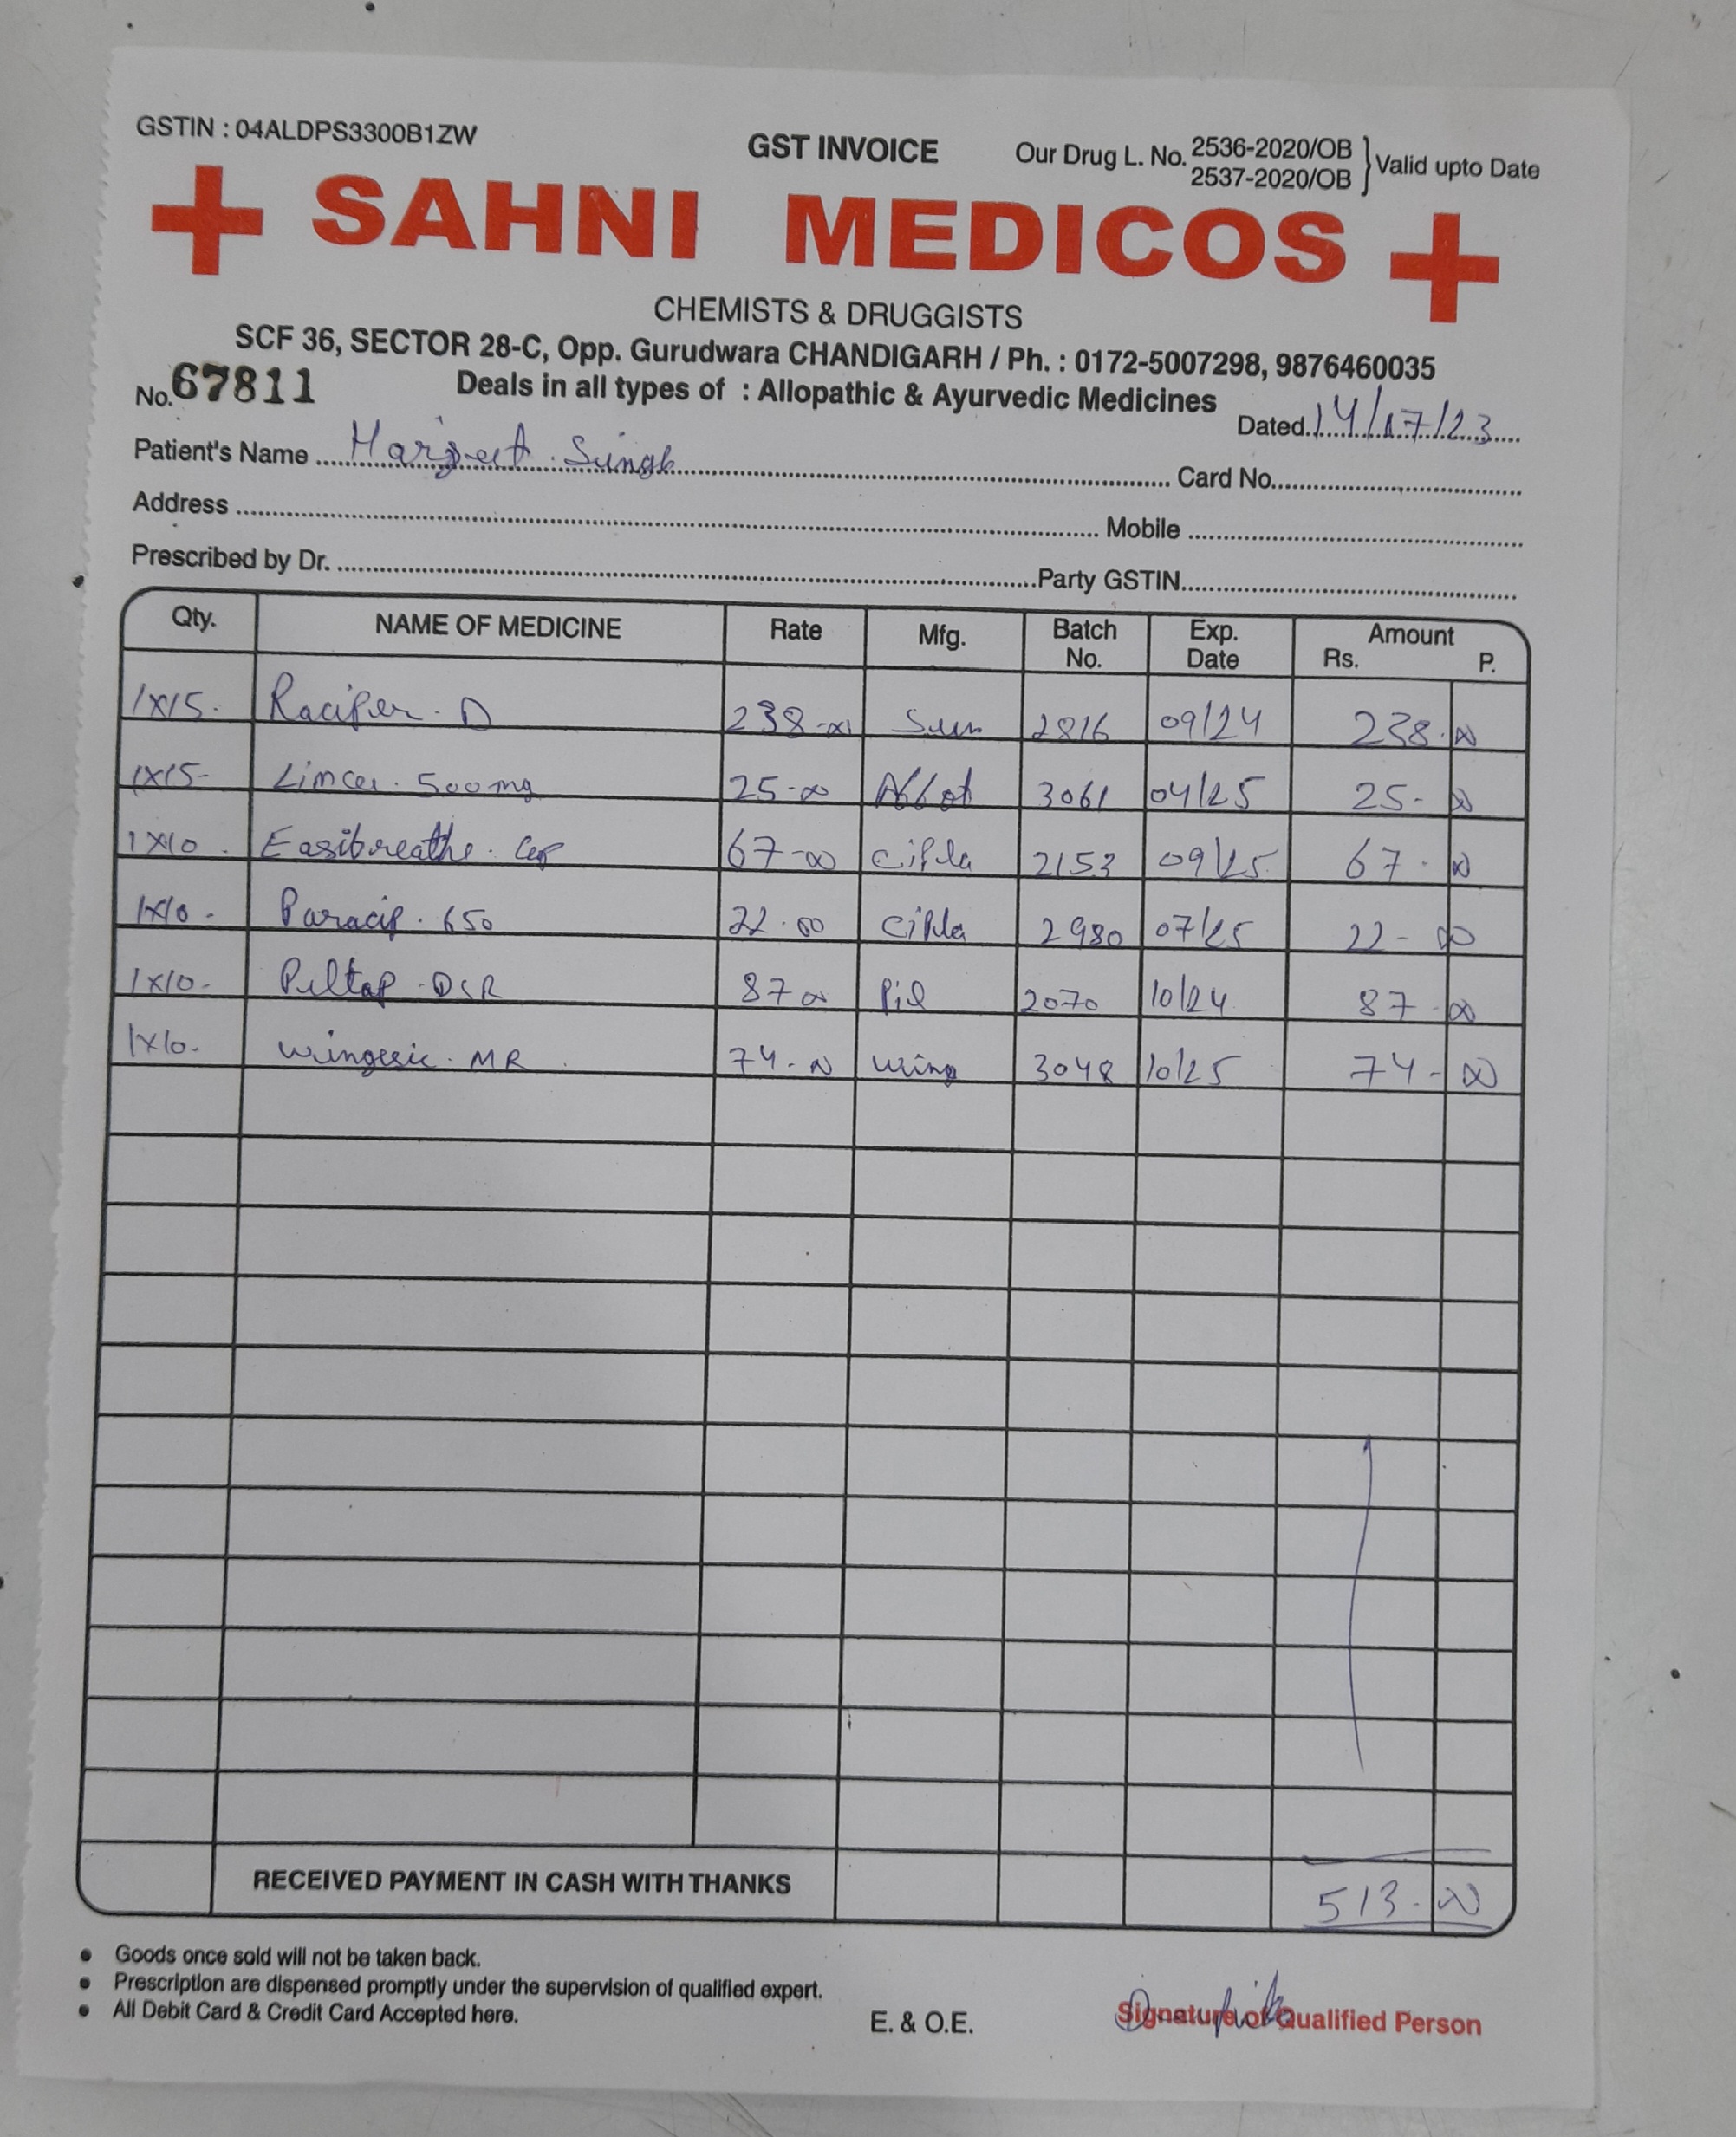 GSTIN : 04ALDPS3300B1ZW GST INVOICE Our Drug L. No. 2536-2020/OB Valid upto Date
2537-2020/OB
SAHNI MEDICOS
CHEMISTS & DRUGGISTS
SCF 36, SECTOR 28-C, Opp. Gurudwara CHANDIGARH / Ph. : 0172-5007298, 9876460035
No. 67811 Deals in all types of : Allopathic & Ayurvedic Medicines
Dated 14/07/23
Patient's Name Harjeet Singh Card No.
Address Mobile
Prescribed by Dr. Party GSTIN
Qty. NAME OF MEDICINE Rate Mfg. Batch No. Exp. Date Amount Rs. P.
1x15. Raciper. D 238-00 Sun 2816 09/24 238.00
1x15- Limcee. 500mg 25-00 Abbot 3061 04/25 25-00
1x10. Easibreathe. Cap 67-00 Cipla 2153 09/25 67.00
1x10- Paracip. 650 22.00 Cipla 2980 07/25 22-00
1x10- DSR 87 00 Pil 2070 10/24 87-00
1x10- Wingesic. MR 74-00 Wing 3048 10/25 74-00
RECEIVED PAYMENT IN CASH WITH THANKS 513-00
Goods once sold will not be taken back.
Prescription are dispensed promptly under the supervision of qualified expert.
All Debit Card & Credit Card Accepted here.
E. & O.E. Signature of Qualified Person